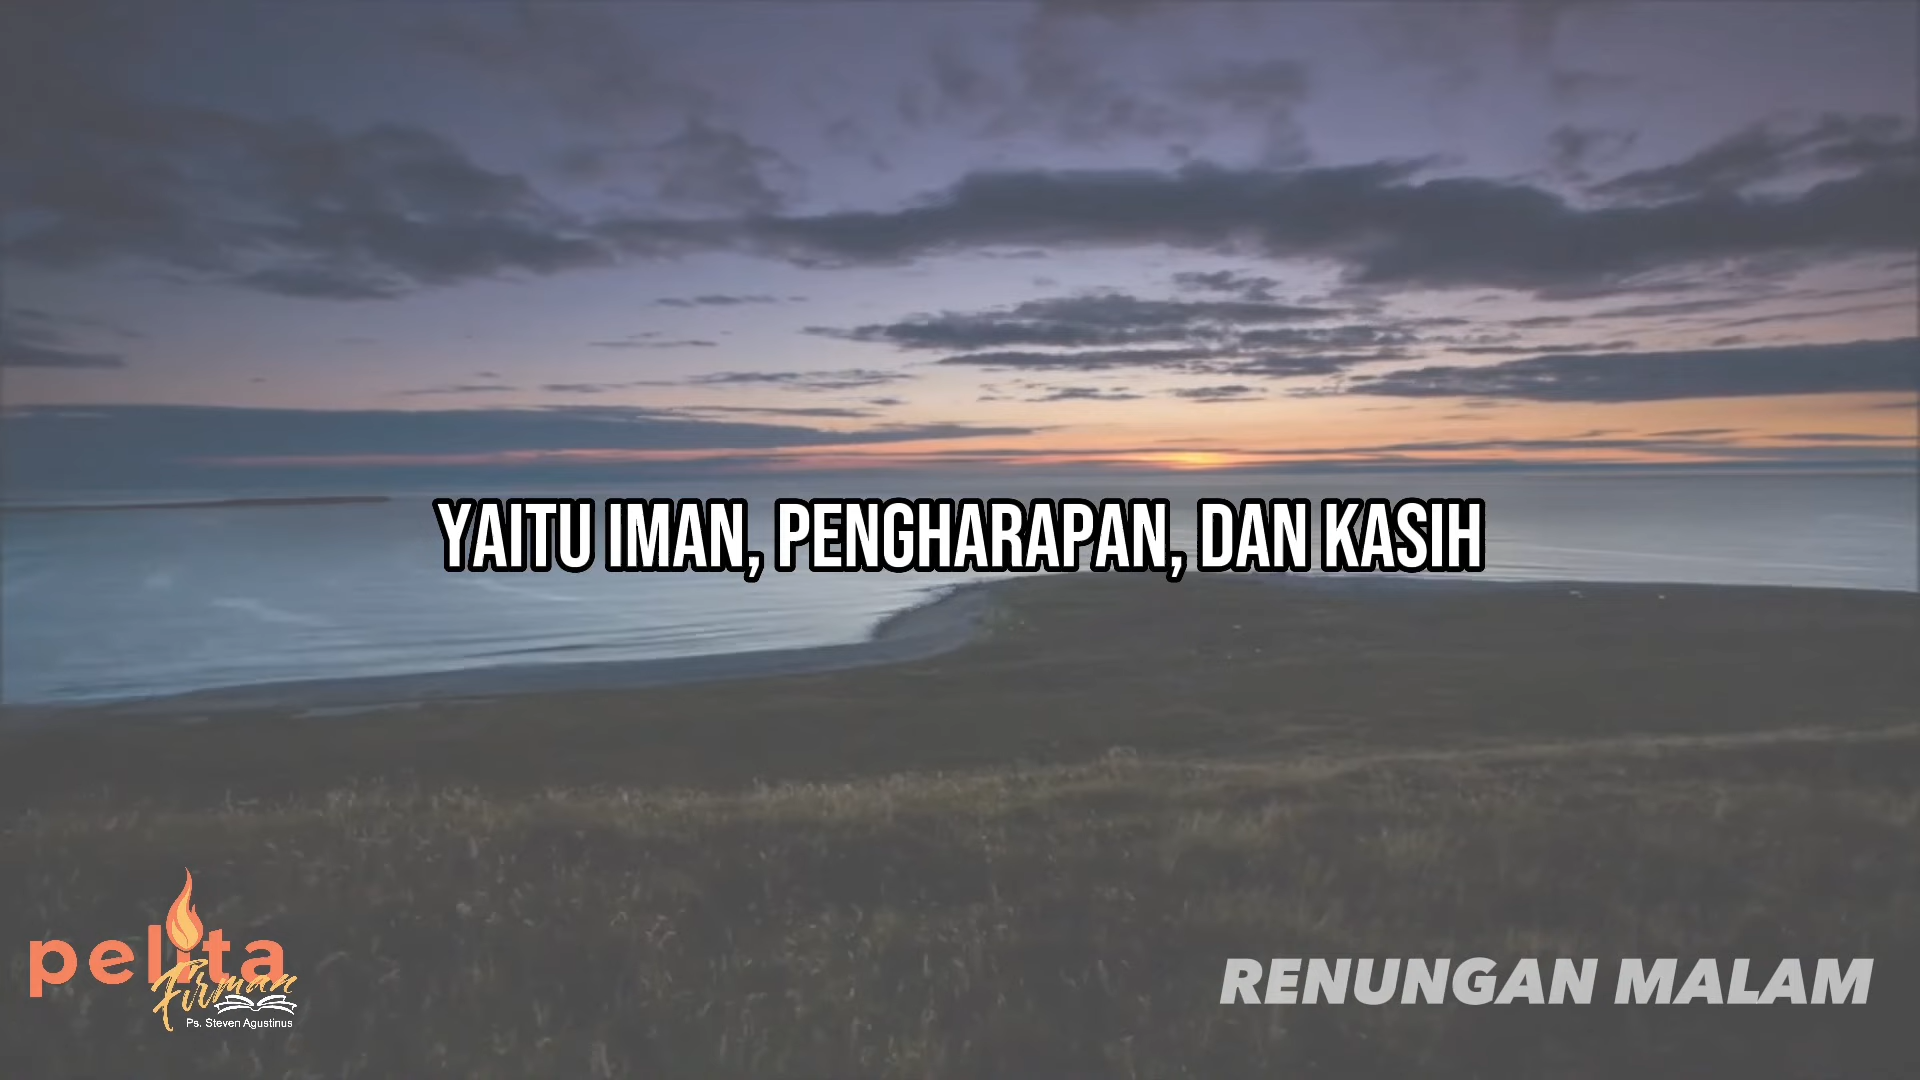 YAITU IMAN, PENGHARAPAN, DAN KASIH
pelita
Firman
Ps. Steven Agustinus
RENUNGAN MALAM